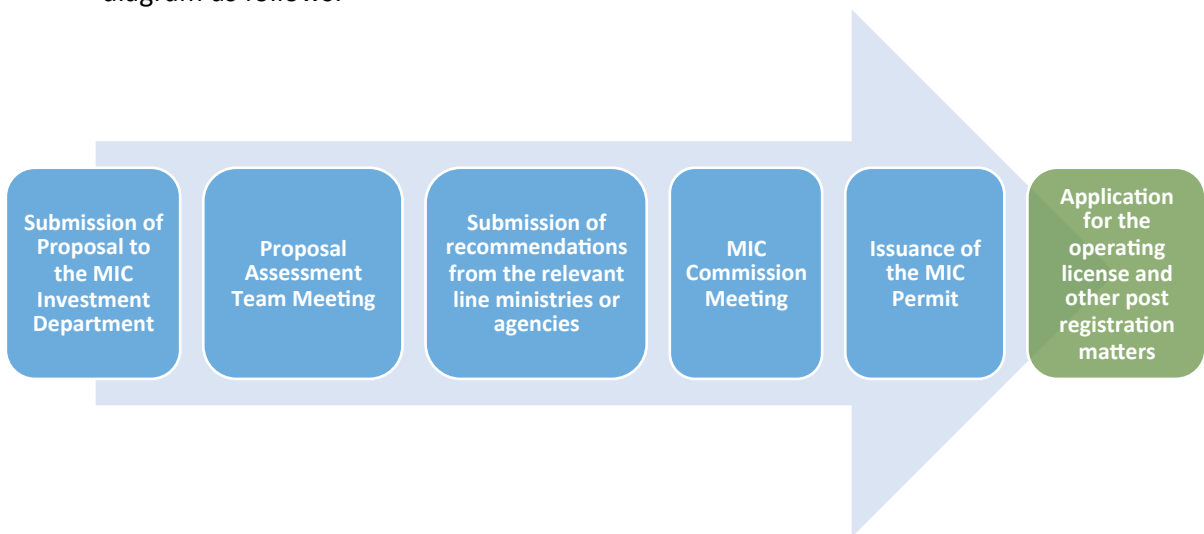 diagram as follows:
Submission of
Proposal to
the MIC
Investment
Department
Proposal
Assessment
Team Meeting
Submission of
recommendations
from the relevant
line ministries or
agencies
MIC
Commission
Meeting
Issuance of
the MIC
Permit
Application
for the
operating
license and
other post
registration
matters